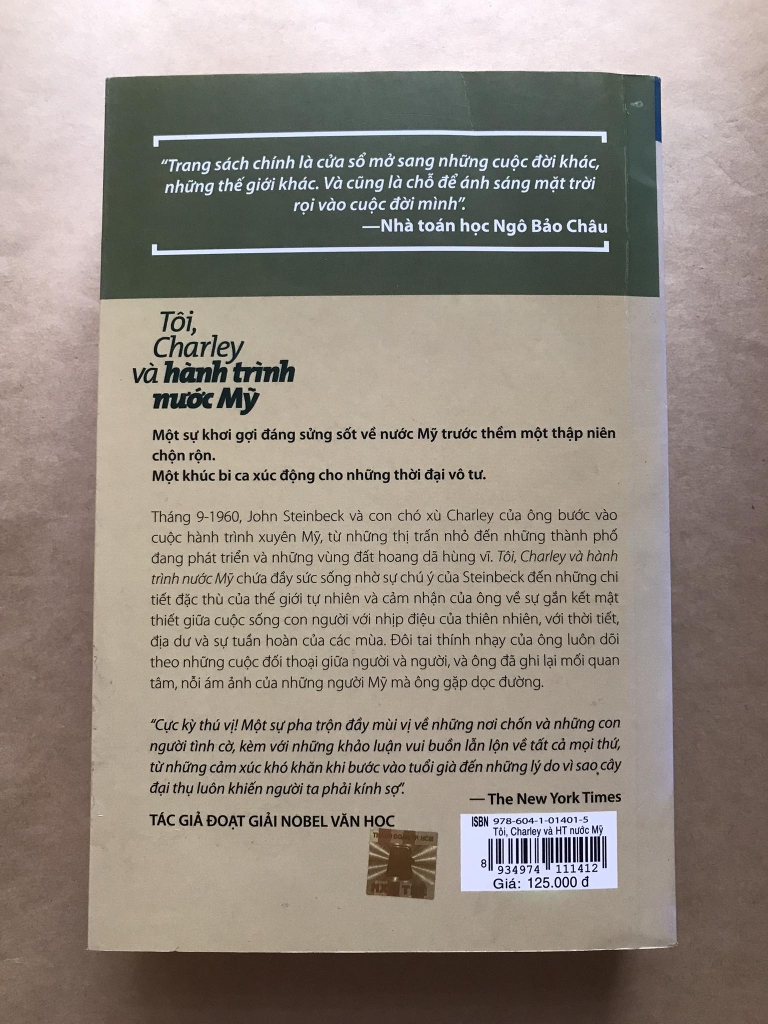 “Trang sách chính là cửa sổ mở sang những cuộc đời khác,
những thế giới khác. Và cũng là chỗ để ánh sáng mặt trời
rọi vào cuộc đời mình”.
—Nhà toán học Ngô Bảo Châu
Tôi,
Charley
và hành trình
nước Mỹ
Một sự khơi gợi đáng sửng sốt về nước Mỹ trước thềm một thập niên
chộn rộn.
Một khúc bi ca xúc động cho những thời đại vô tư.
Tháng 9-1960, John Steinbeck và con chó xù Charley của ông bước vào
cuộc hành trình xuyên Mỹ, từ những thị trấn nhỏ đến những thành phố
đang phát triển và những vùng đất hoang dã hùng vĩ. Tôi, Charley và hành
trình nước Mỹ chứa đầy sức sống nhờ sự chú ý của Steinbeck đến những chi
tiết đặc thù của thế giới tự nhiên và cảm nhận của ông về sự gắn kết mật
thiết giữa cuộc sống con người với nhịp điệu của thiên nhiên, với thời tiết,
địa dư và sự tuần hoàn của các mùa. Đôi tai thính nhạy của ông luôn dõi
theo những cuộc đối thoại giữa người và người, và ông đã ghi lại mối quan
tâm, nỗi ám ảnh của những người Mỹ mà ông gặp dọc đường.
“Cực kỳ thú vị! Một sự pha trộn đầy mùi vị về những nơi chốn và những con
người tình cờ, kèm với những khảo luận vui buồn lẫn lộn về tất cả mọi thứ,
từ những cảm xúc khó khăn khi bước vào tuổi già đến những lý do vì sao cây
đại thụ luôn khiến người ta phải kính sợ”.
— The New York Times
TÁC GIẢ ĐOẠT GIẢI NOBEL VĂN HỌC
ISBN 978-604-1-01401-5
Tôi, Charley và HT nước Mỹ
8 934974 111412
Giá: 125.000 đ